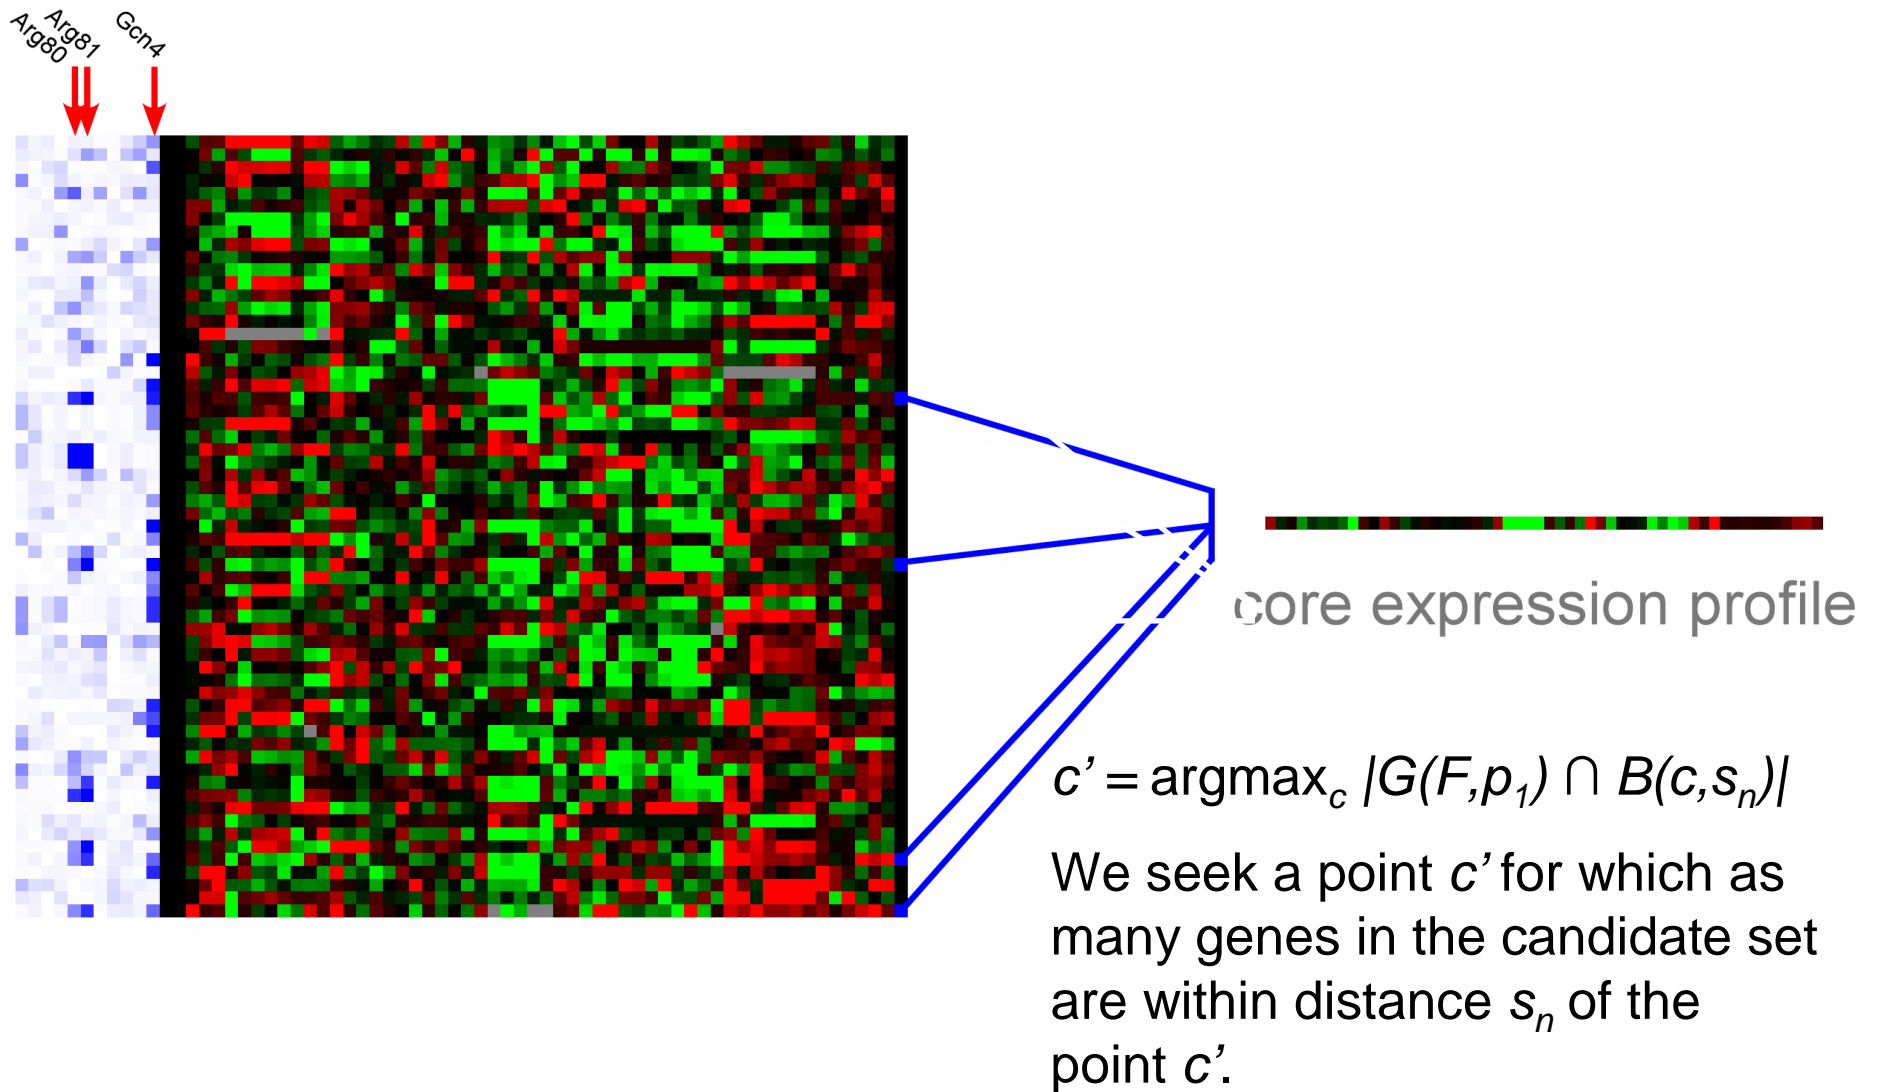 Arg80
Arg81
Gcn4
core expression profile
c’ = argmax_c |G(F,p_1) ∩ B(c,s_n)|
We seek a point c’ for which as
many genes in the candidate set
are within distance s_n of the
point c’.